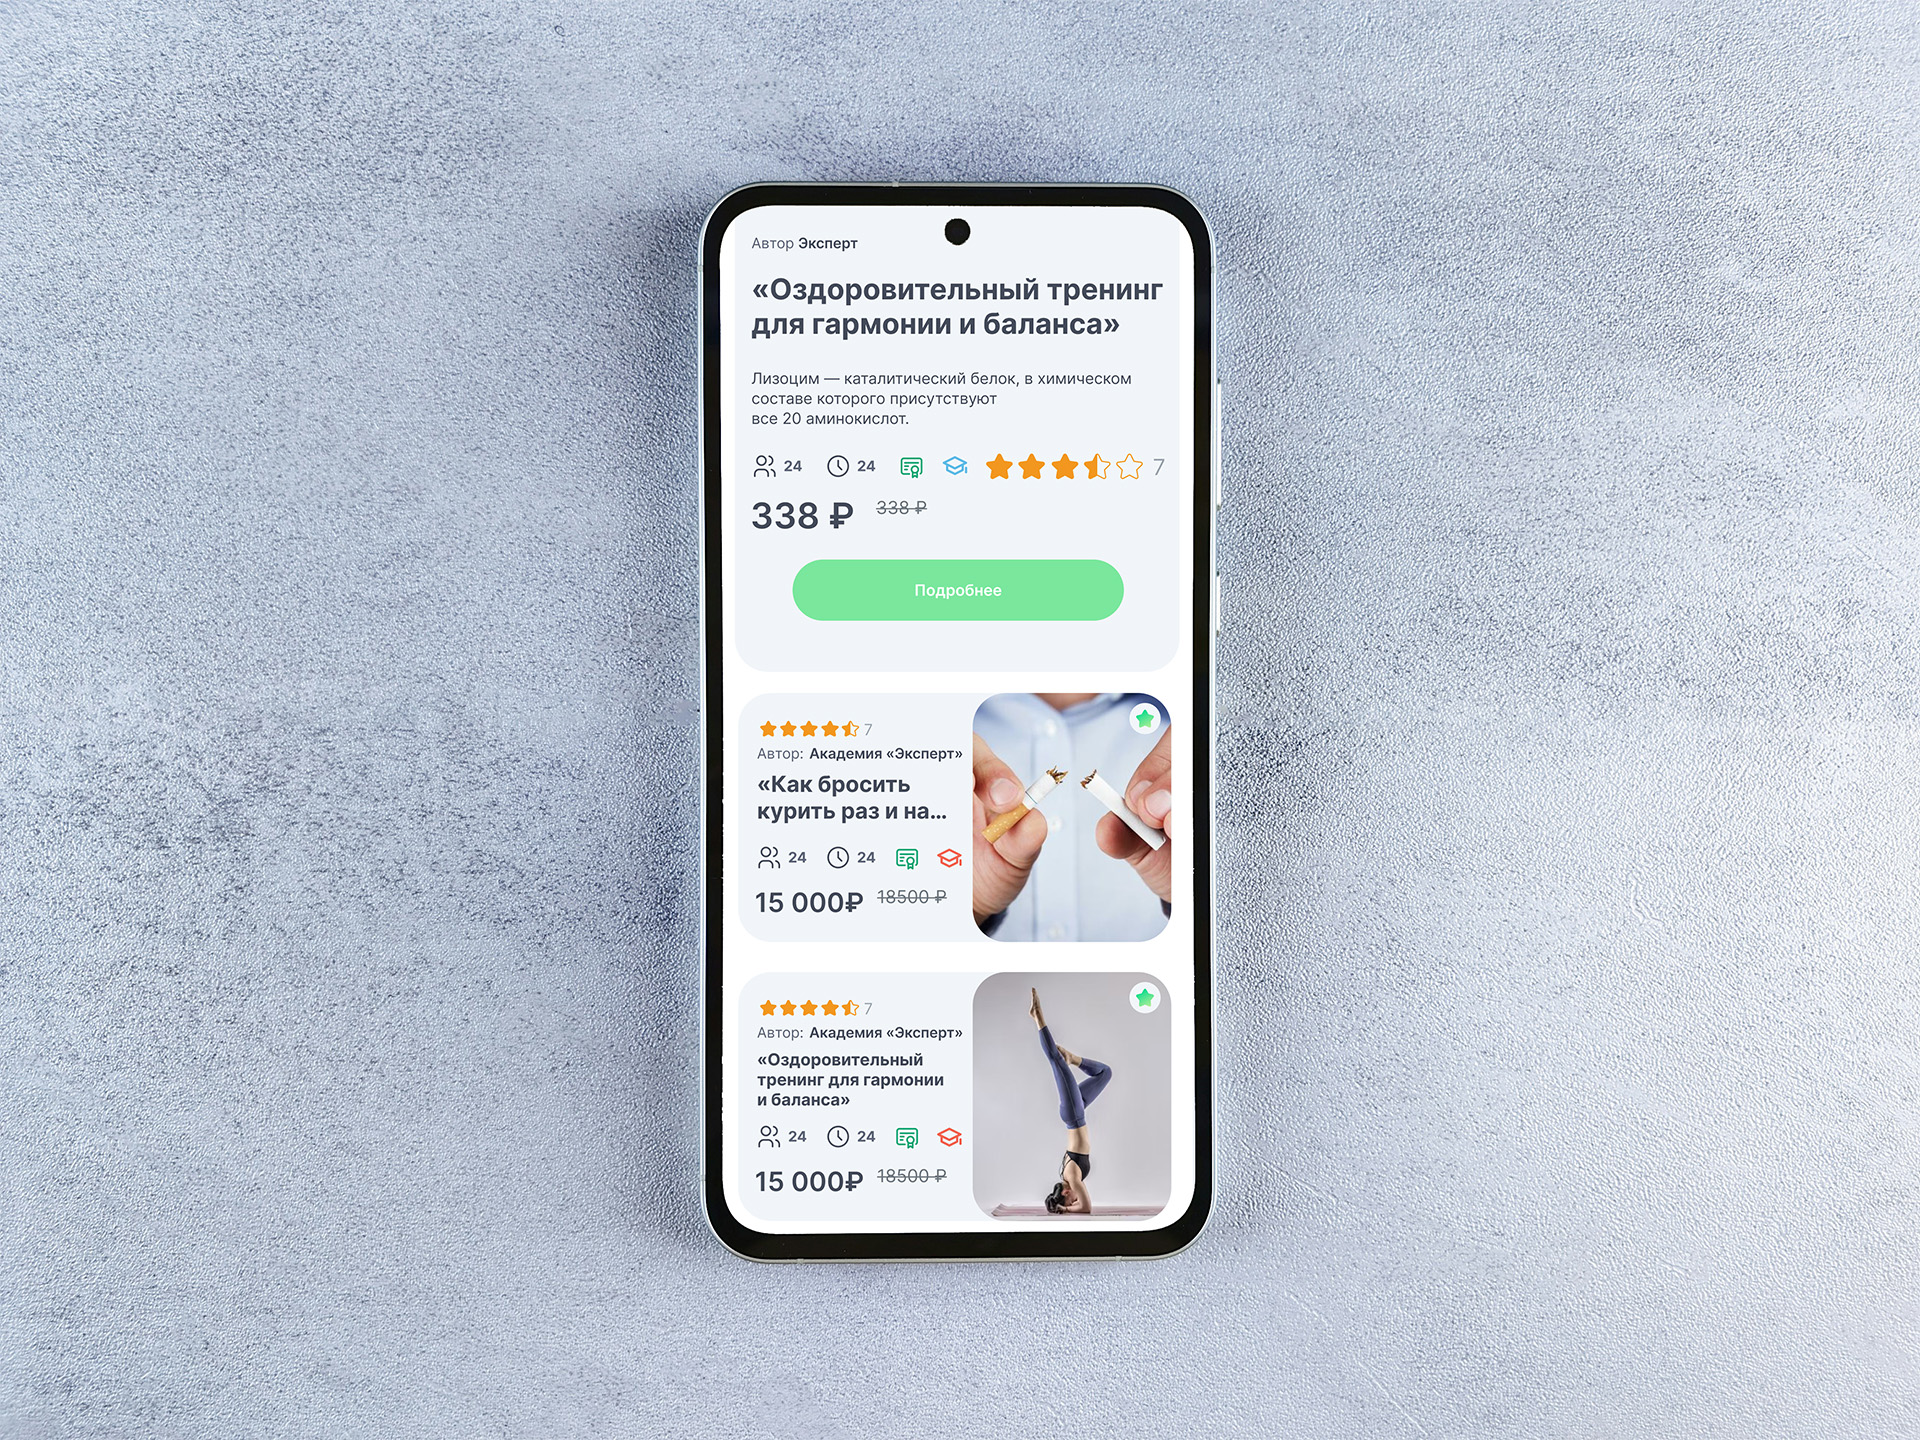 Автор Эксперт
«Оздоровительный тренинг
для гармонии и баланса»
Лизоцим — каталитический белок, в химическом
составе которого присутствуют
все 20 аминокислот.
24 24 7
338 ₽ 338 ₽
Подробнее
7
Автор: Академия «Эксперт»
«Как бросить
курить раз и на...
24 24
15 000₽ 18500 ₽
7
Автор: Академия «Эксперт»
«Оздоровительный
тренинг для гармонии
и баланса»
24 24
15 000₽ 18500 ₽